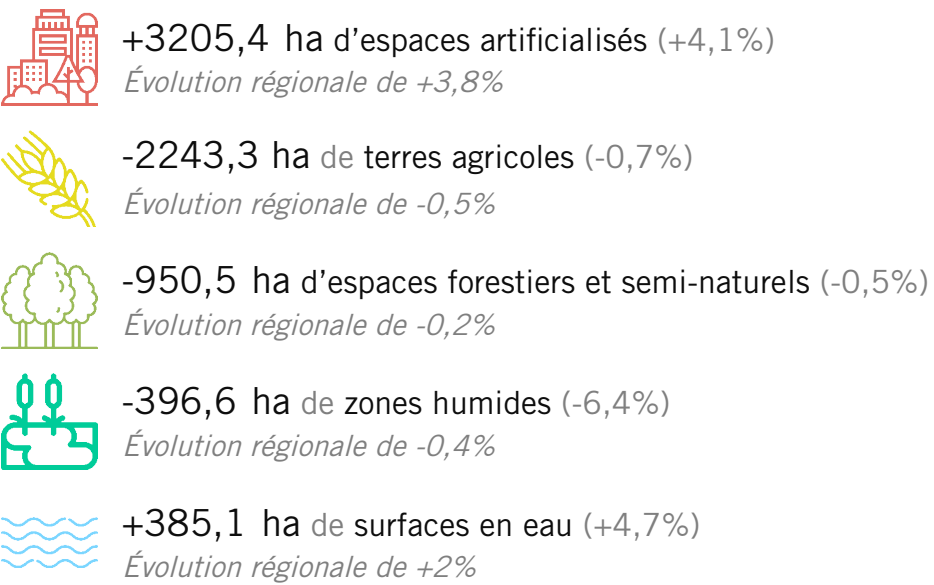 +3205,4 ha d’espaces artificialisés (+4,1%)
Évolution régionale de +3,8%
-2243,3 ha de terres agricoles (-0,7%)
Évolution régionale de -0,5%
-950,5 ha d’espaces forestiers et semi-naturels (-0,5%)
Évolution régionale de -0,2%
-396,6 ha de zones humides (-6,4%)
Évolution régionale de -0,4%
+385,1 ha de surfaces en eau (+4,7%)
Évolution régionale de +2%